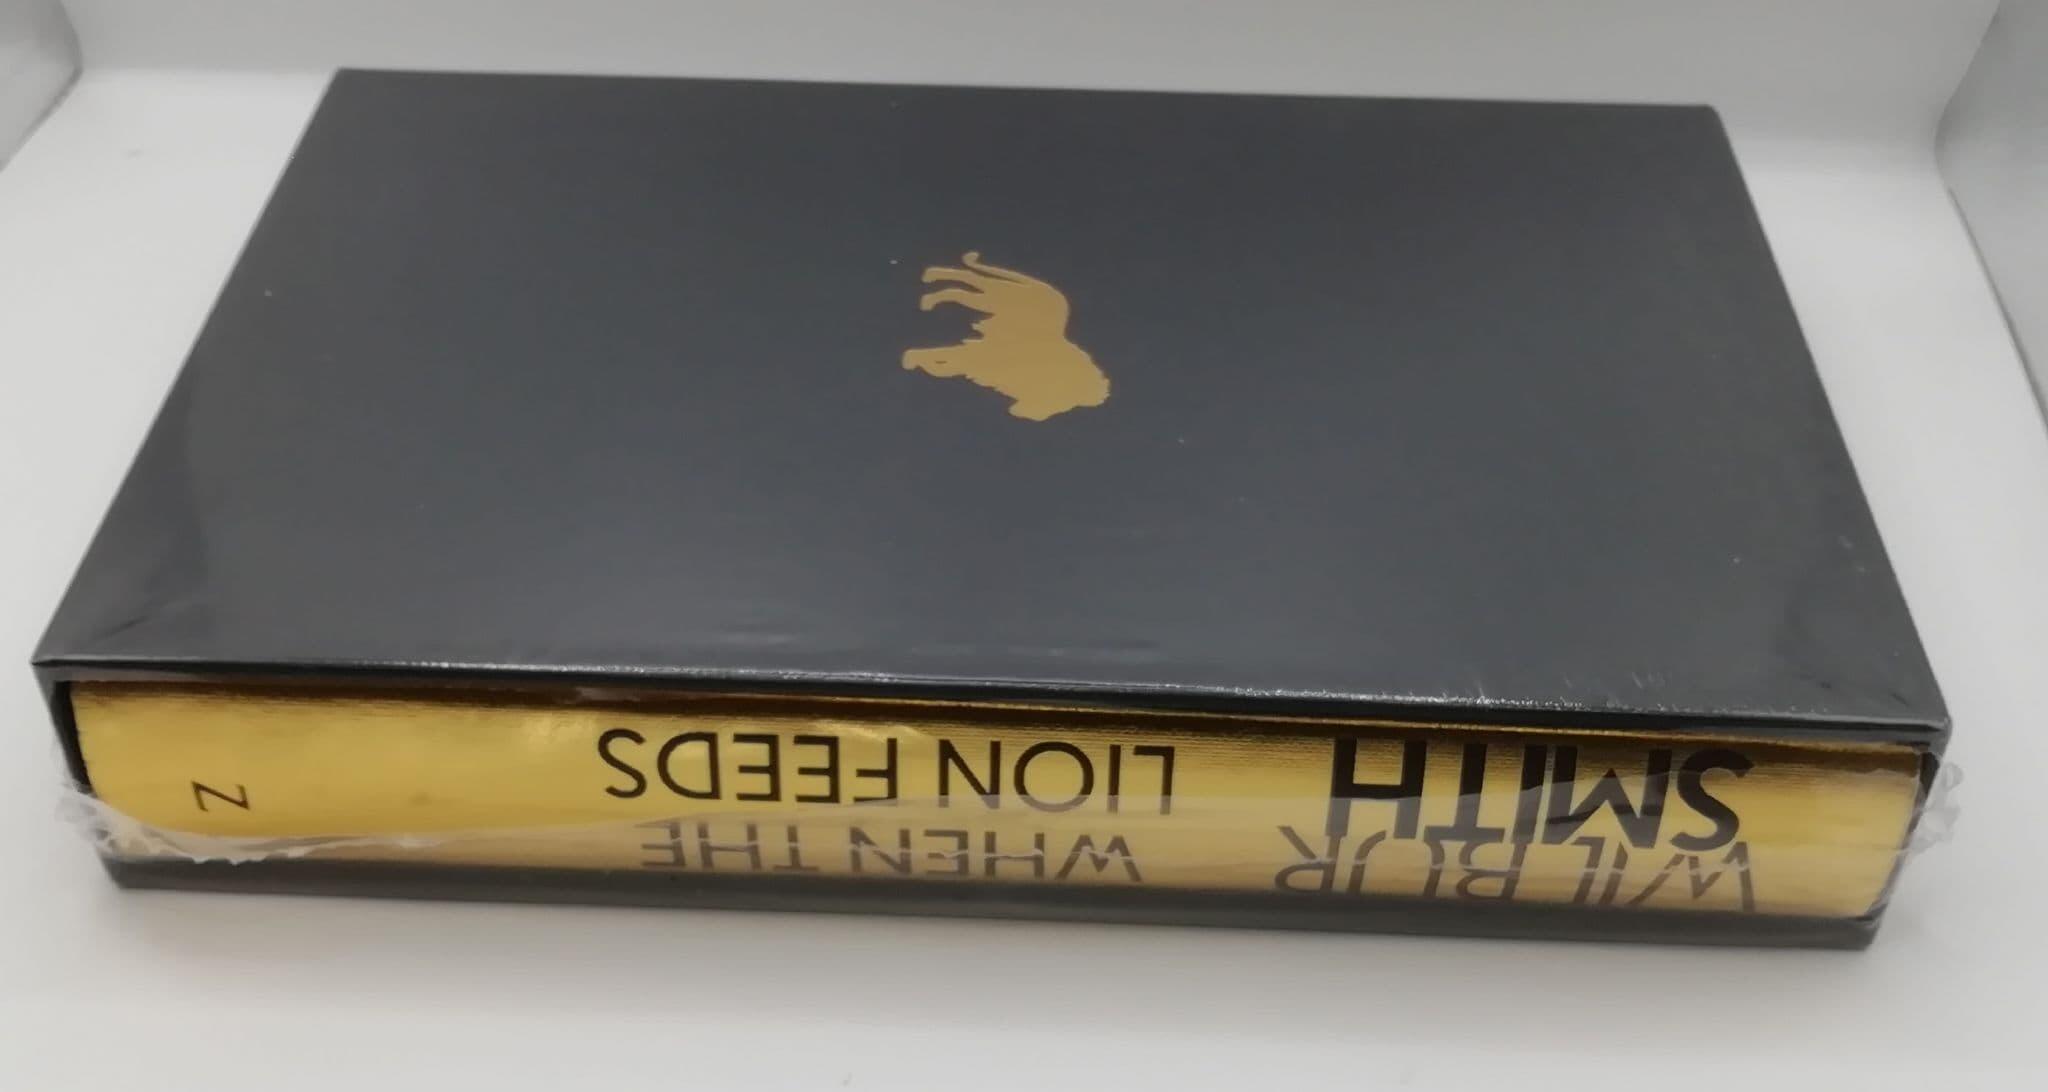 WILBUR
SMITH
WHEN THE
LION FEEDS
Z